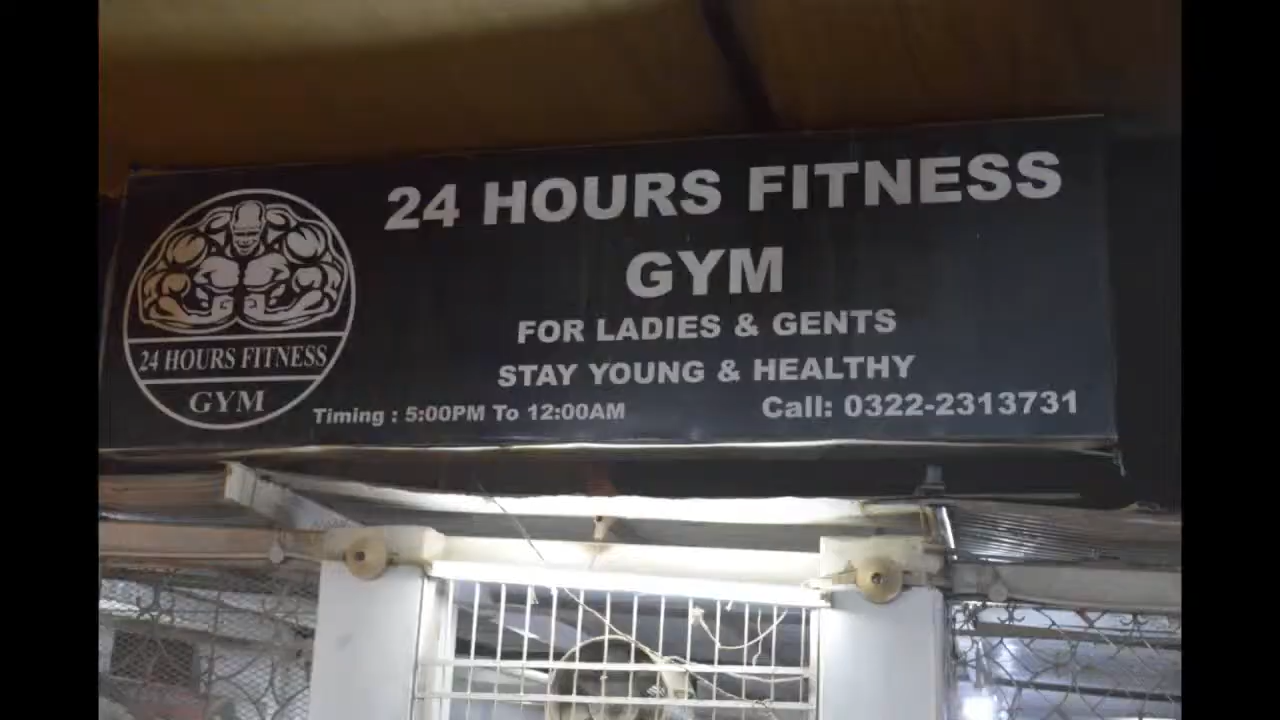 24 HOURS FITNESS
GYM
FOR LADIES & GENTS
STAY YOUNG & HEALTHY
Timing : 5:00PM To 12:00AM
Call: 0322-2313731
24 HOURS FITNESS
GYM